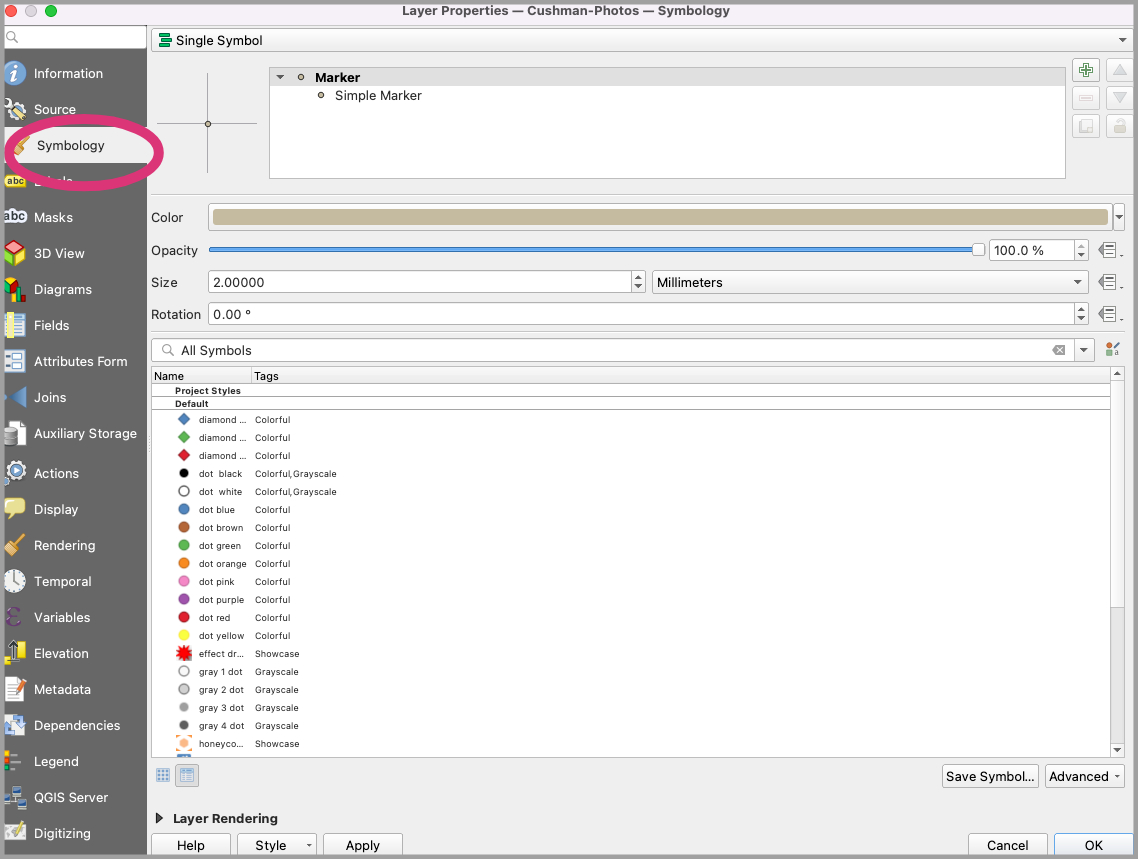 Layer Properties — Cushman-Photos — Symbology
Single Symbol
Information
Source
Symbology
Masks
3D View
Diagrams
Fields
Attributes Form
Joins
Auxiliary Storage
Actions
Display
Rendering
Temporal
Variables
Elevation
Metadata
Dependencies
Legend
QGIS Server
Digitizing
abc
abc
Marker
Simple Marker
Color
Opacity 100.0 %
Size 2.00000 Millimeters
Rotation 0.00 °
All Symbols
Name Tags
Project Styles
Default
diamond ... Colorful
diamond ... Colorful
diamond ... Colorful
dot black Colorful,Grayscale
dot white Colorful,Grayscale
dot blue Colorful
dot brown Colorful
dot green Colorful
dot orange Colorful
dot pink Colorful
dot purple Colorful
dot red Colorful
dot yellow Colorful
effect dr... Showcase
gray 1 dot Grayscale
gray 2 dot Grayscale
gray 3 dot Grayscale
gray 4 dot Grayscale
honeyco... Showcase
Save Symbol... Advanced
Layer Rendering
Help Style Apply Cancel OK